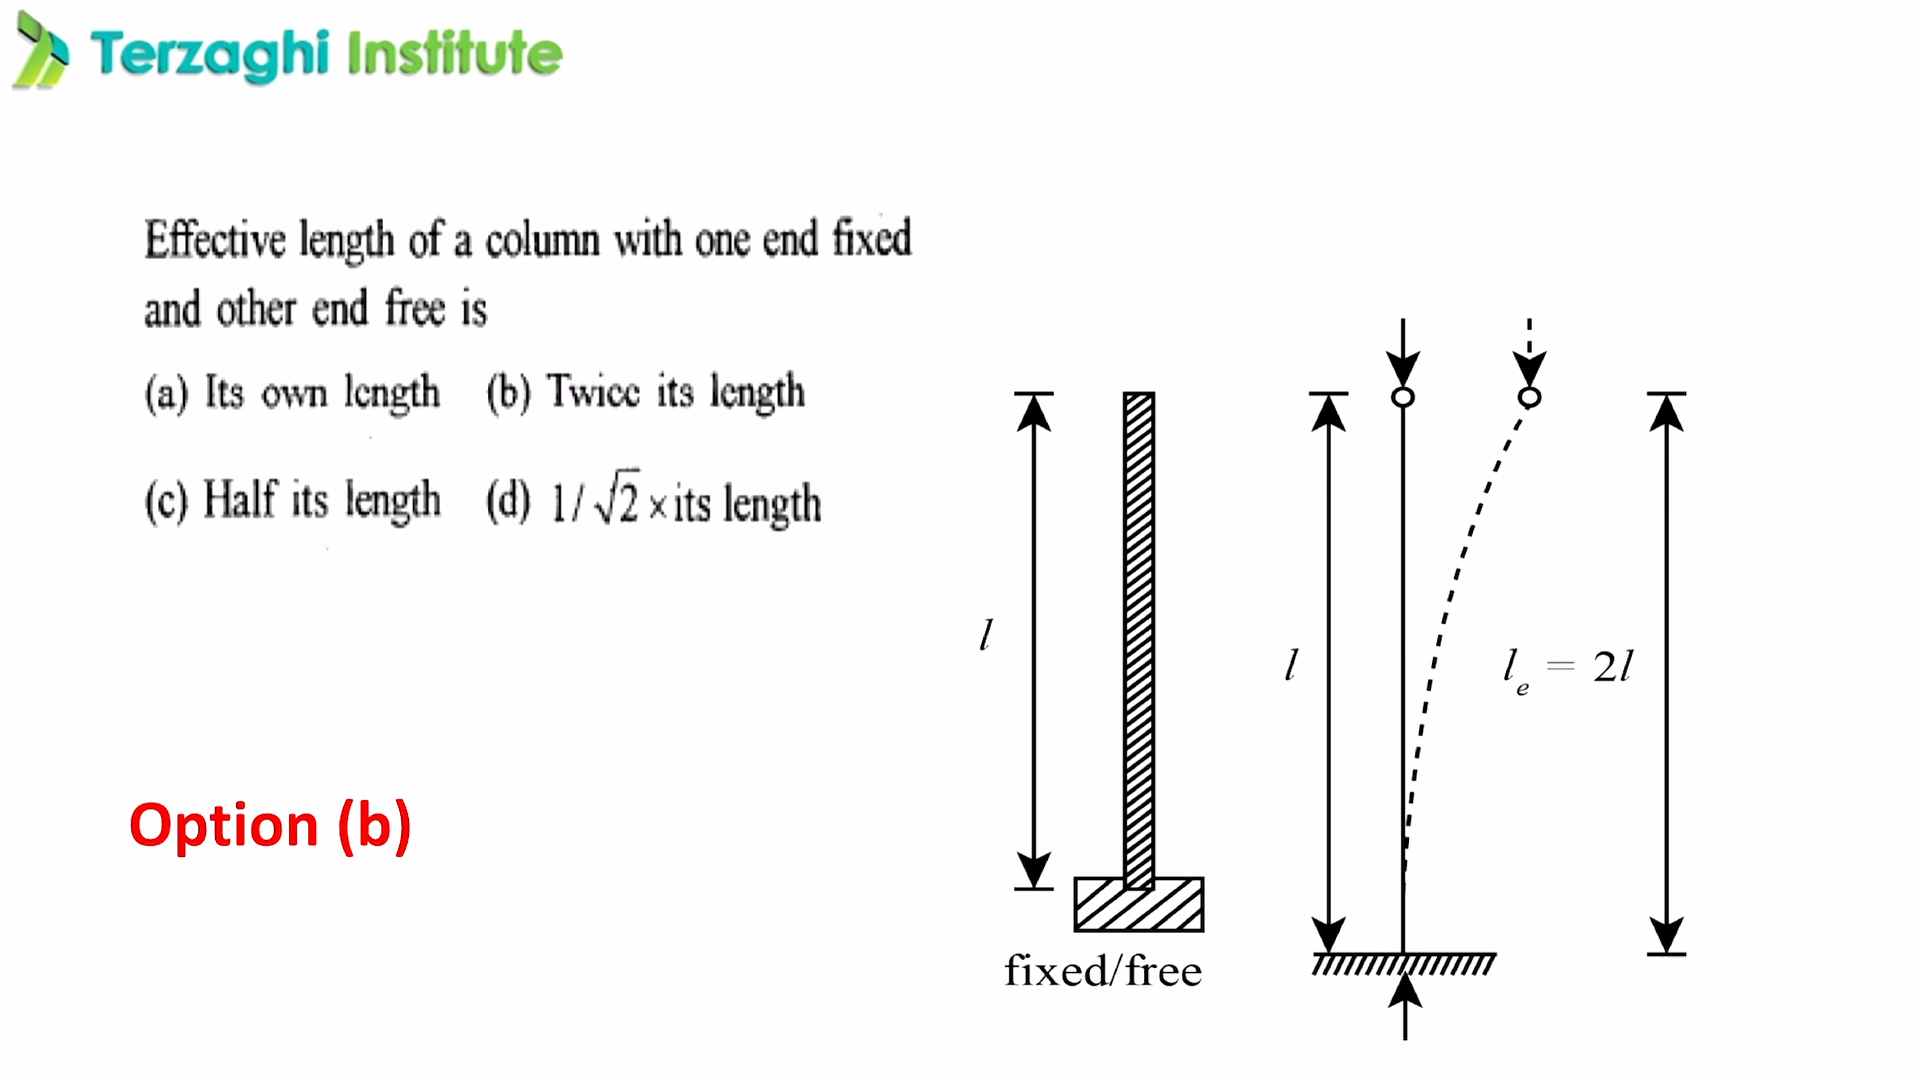 Terzaghi Institute
Effective length of a column with one end fixed
and other end free is
(a) Its own length (b) Twice its length
(c) Half its length (d) 1/√2 × its length
l
l
l_e = 2l
Option (b)
fixed/free